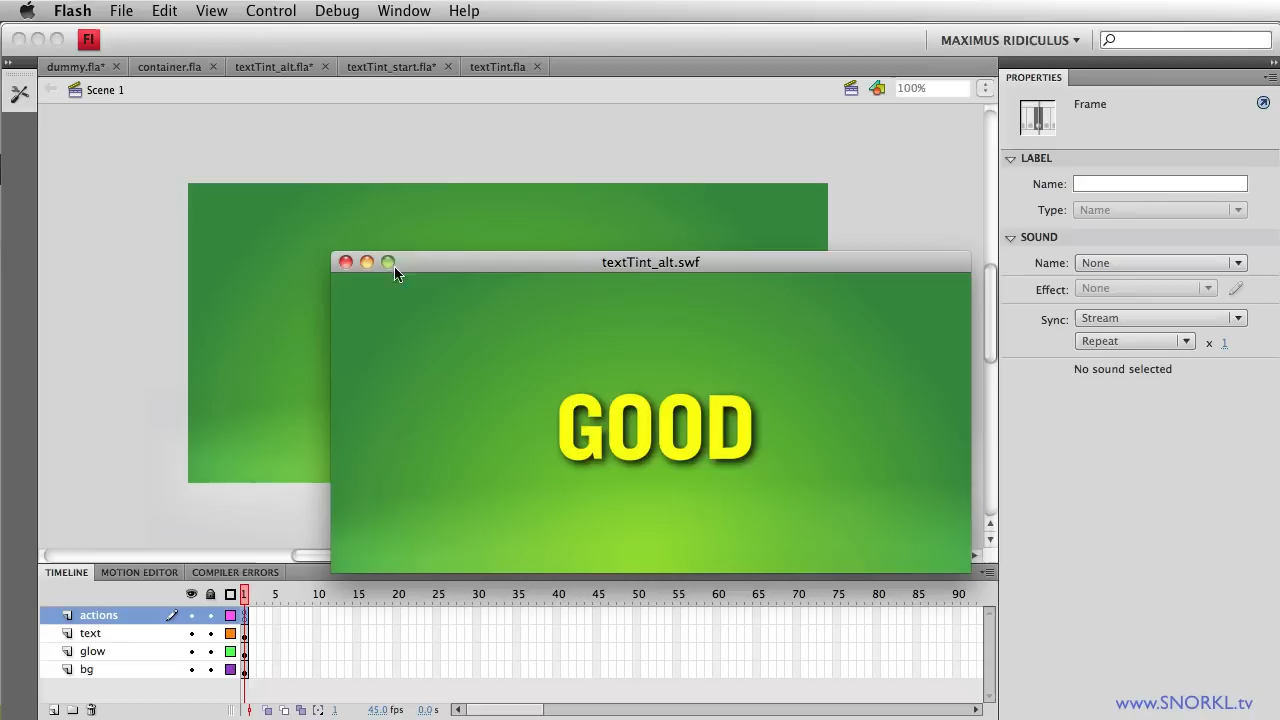 Flash File Edit View Control Debug Window Help
Fl MAXIMUS RIDICULUS
dummy.fla* container.fla textTint_alt.fla* textTint_start.fla* textTint.fla
Scene 1 100%
PROPERTIES
Frame
LABEL
Name:
Type: Name
SOUND
Name: None
Effect: None
Sync: Stream
Repeat x 1
No sound selected
textTint_alt.swf
GOOD
TIMELINE MOTION EDITOR COMPILER ERRORS
1 5 10 15 20 25 30 35 40 45 50 55 60 65 70 75 80 85 90
actions
text
glow
bg
1 45.0 fps 0.0 s
www.SNORKL.tv